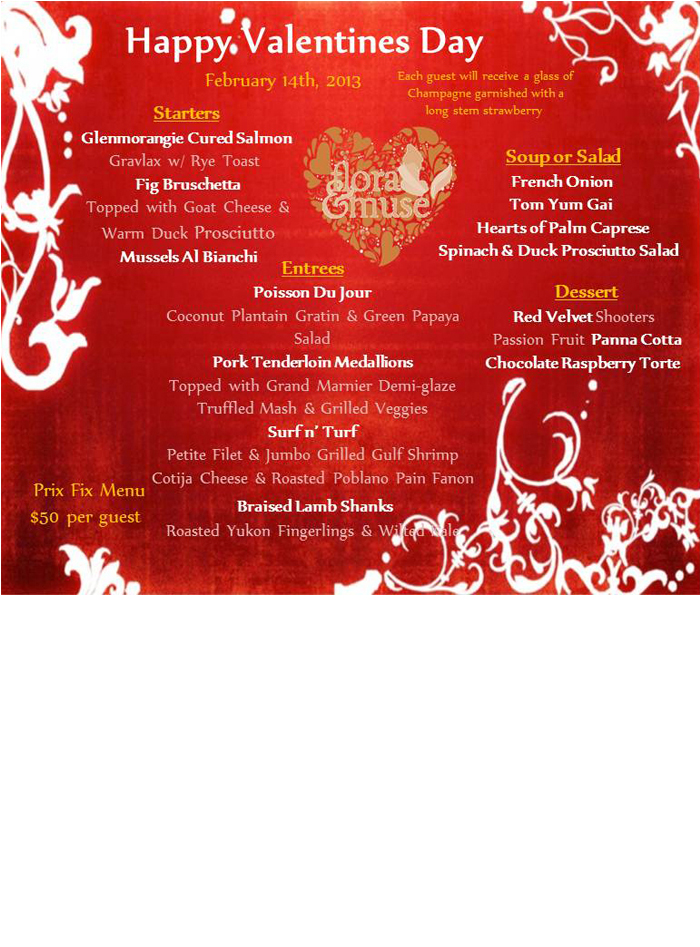 Happy Valentines Day
February 14th, 2013
Each guest will receive a glass of
Champagne garnished with a
long stem strawberry
Starters
Glenmorangie Cured Salmon
Gravlax w/ Rye Toast
Fig Bruschetta
Topped with Goat Cheese &
Warm Duck Prosciutto
Mussels Al Bianchi
flora
&muse
Soup or Salad
French Onion
Tom Yum Gai
Hearts of Palm Caprese
Spinach & Duck Prosciutto Salad
Entrees
Poisson Du Jour
Coconut Plantain Gratin & Green Papaya
Salad
Pork Tenderloin Medallions
Topped with Grand Marnier Demi-glaze
Truffled Mash & Grilled Veggies
Surf n' Turf
Petite Filet & Jumbo Grilled Gulf Shrimp
Cotija Cheese & Roasted Poblano Pain Fanon
Braised Lamb Shanks
Roasted Yukon Fingerlings & Wilted Kale
Dessert
Red Velvet Shooters
Passion Fruit Panna Cotta
Chocolate Raspberry Torte
Prix Fix Menu
$50 per guest